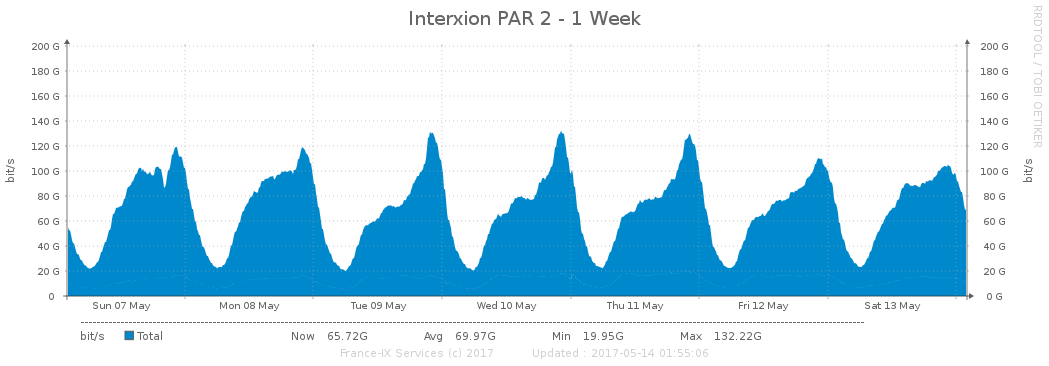 Interxion PAR 2 - 1 Week
RRDTOOL / TOBI OETIKER
200 G 200 G
180 G 180 G
160 G 160 G
140 G 140 G
120 G 120 G
100 G 100 G
80 G 80 G
60 G 60 G
40 G 40 G
20 G 20 G
0 0 G
bit/s bit/s
Sun 07 May Mon 08 May Tue 09 May Wed 10 May Thu 11 May Fri 12 May Sat 13 May
bit/s Total Now 65.72G Avg 69.97G Min 19.95G Max 132.22G
France-IX Services (c) 2017 Updated : 2017-05-14 01:55:06